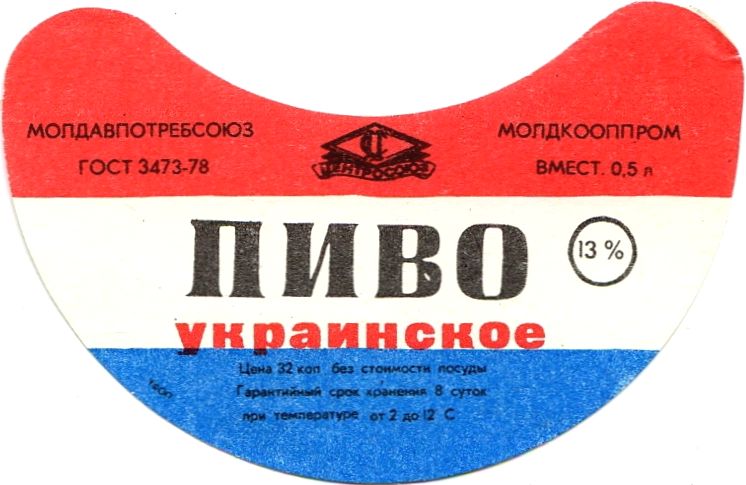 МОЛДАВПОТРЕБСОЮЗ
ГОСТ 3473-78
ЦЕНТРОСОЮЗ
МОЛДКООППРОМ
ВМЕСТ. 0,5 л
ПИВО
13 %
украинское
Цена 32 коп без стоимости посуды
Гарантийный срок хранения 8 суток
при температуре от 2 до 12 С